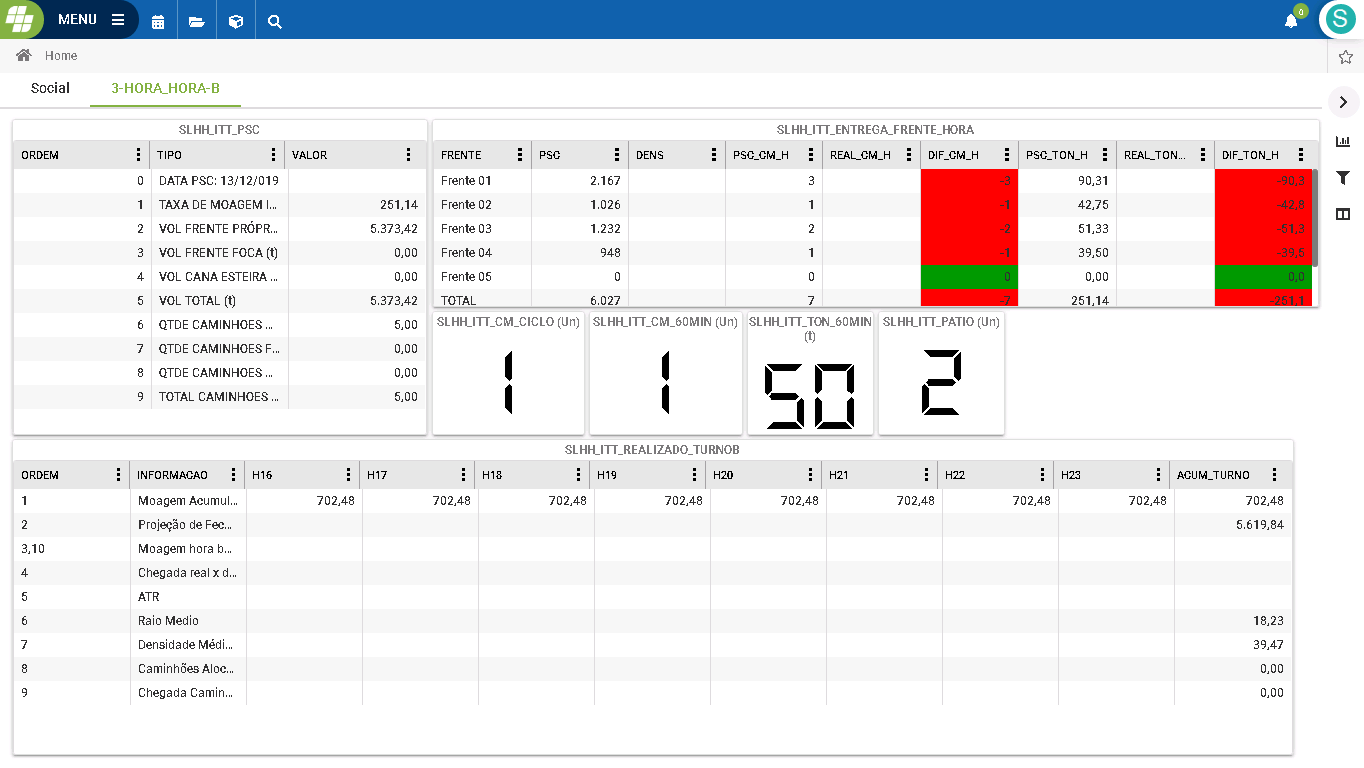 MENU
0
S
Home
Social 3-HORA_HORA-B
SLHH_ITT_PSC
ORDEM TIPO VALOR
0 DATA PSC: 13/12/019
1 TAXA DE MOAGEM I... 251,14
2 VOL FRENTE PRÓPR... 5.373,42
3 VOL FRENTE FOCA (t) 0,00
4 VOL CANA ESTEIRA ... 0,00
5 VOL TOTAL (t) 5.373,42
6 QTDE CAMINHOES ... 5,00
7 QTDE CAMINHOES F... 0,00
8 QTDE CAMINHOES ... 0,00
9 TOTAL CAMINHOES ... 5,00
SLHH_ITT_ENTREGA_FRENTE_HORA
FRENTE PSC DENS PSC_CM_H REAL_CM_H DIF_CM_H PSC_TON_H REAL_TON... DIF_TON_H
Frente 01 2.167 3 -3 90,31 -90,3
Frente 02 1.026 1 -1 42,75 -42,8
Frente 03 1.232 2 -2 51,33 -51,3
Frente 04 948 1 -1 39,50 -39,5
Frente 05 0 0 0 0,00 0,0
TOTAL 6.027 7 -7 251,14 -251,1
SLHH_ITT_CM_CICLO (Un)
1
SLHH_ITT_CM_60MIN (Un)
1
SLHH_ITT_TON_60MIN
(t)
50
SLHH_ITT_PATIO (Un)
2
SLHH_ITT_REALIZADO_TURNOB
ORDEM INFORMACAO H16 H17 H18 H19 H20 H21 H22 H23 ACUM_TURNO
1 Moagem Acumul... 702,48 702,48 702,48 702,48 702,48 702,48 702,48 702,48 702,48
2 Projeção de Fec... 5.619,84
3,10 Moagem hora b...
4 Chegada real x d...
5 ATR
6 Raio Medio 18,23
7 Densidade Médi... 39,47
8 Caminhões Aloc... 0,00
9 Chegada Camin... 0,00